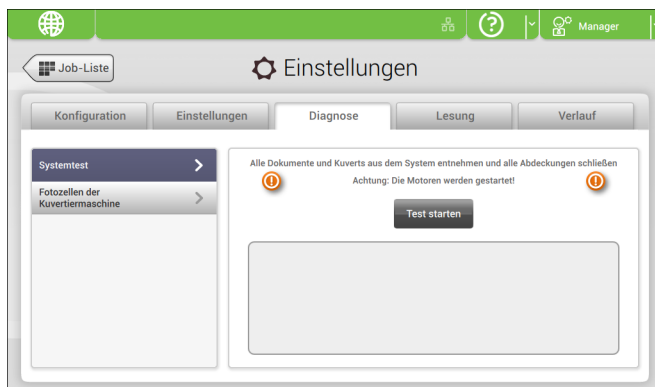 Manager
Job-Liste
Einstellungen
Konfiguration
Einstellungen
Diagnose
Lesung
Verlauf
Systemtest
Fotozellen der
Kuvertiermaschine
Alle Dokumente und Kuverts aus dem System entnehmen und alle Abdeckungen schließen
Achtung: Die Motoren werden gestartet!
Test starten